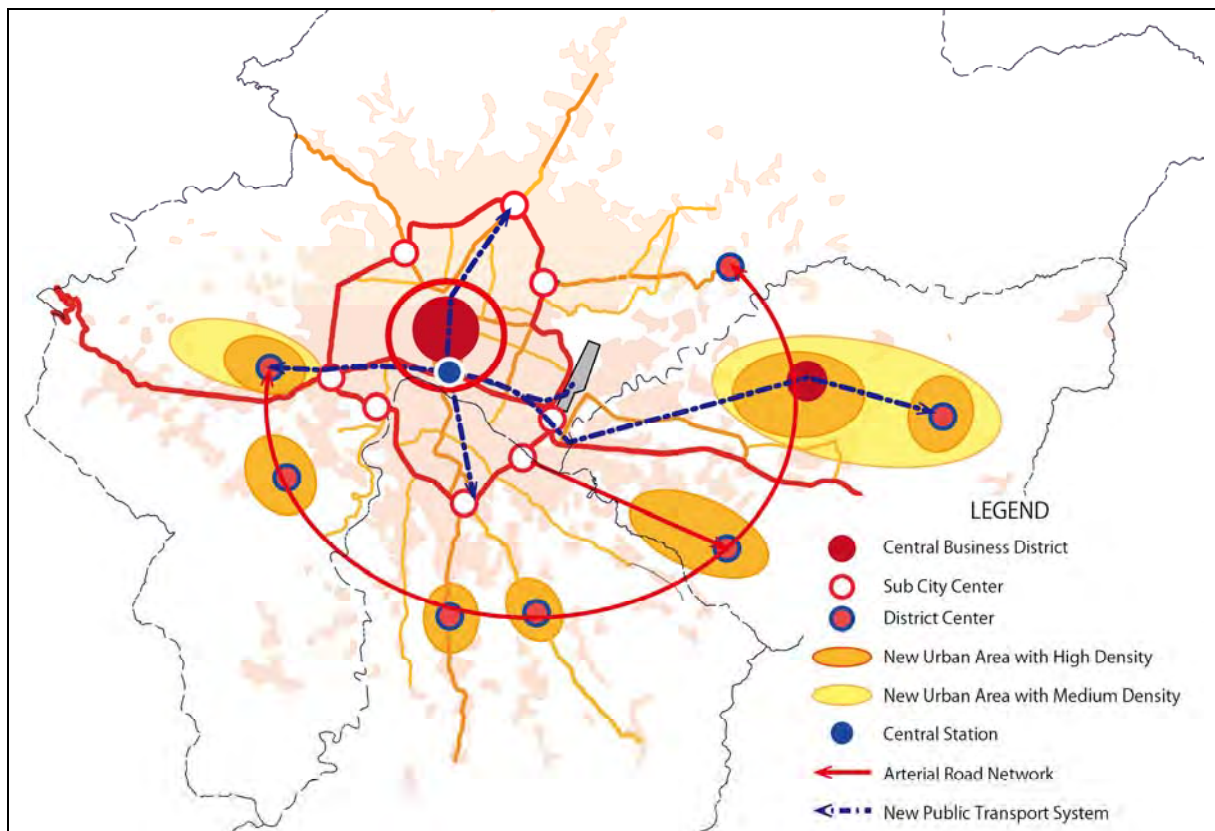 LEGEND
Central Business District
Sub City Center
District Center
New Urban Area with High Density
New Urban Area with Medium Density
Central Station
Arterial Road Network
New Public Transport System